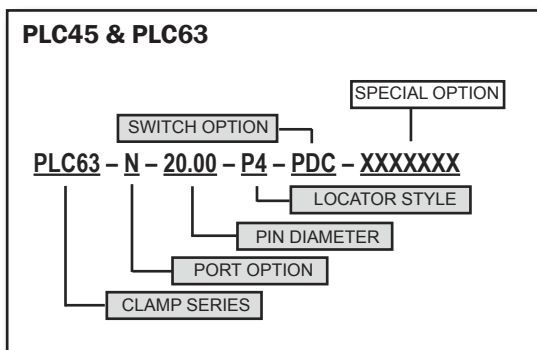 PLC45 & PLC63
SPECIAL OPTION
SWITCH OPTION
PLC63 – N – 20.00 – P4 – PDC – XXXXXXX
LOCATOR STYLE
PIN DIAMETER
PORT OPTION
CLAMP SERIES